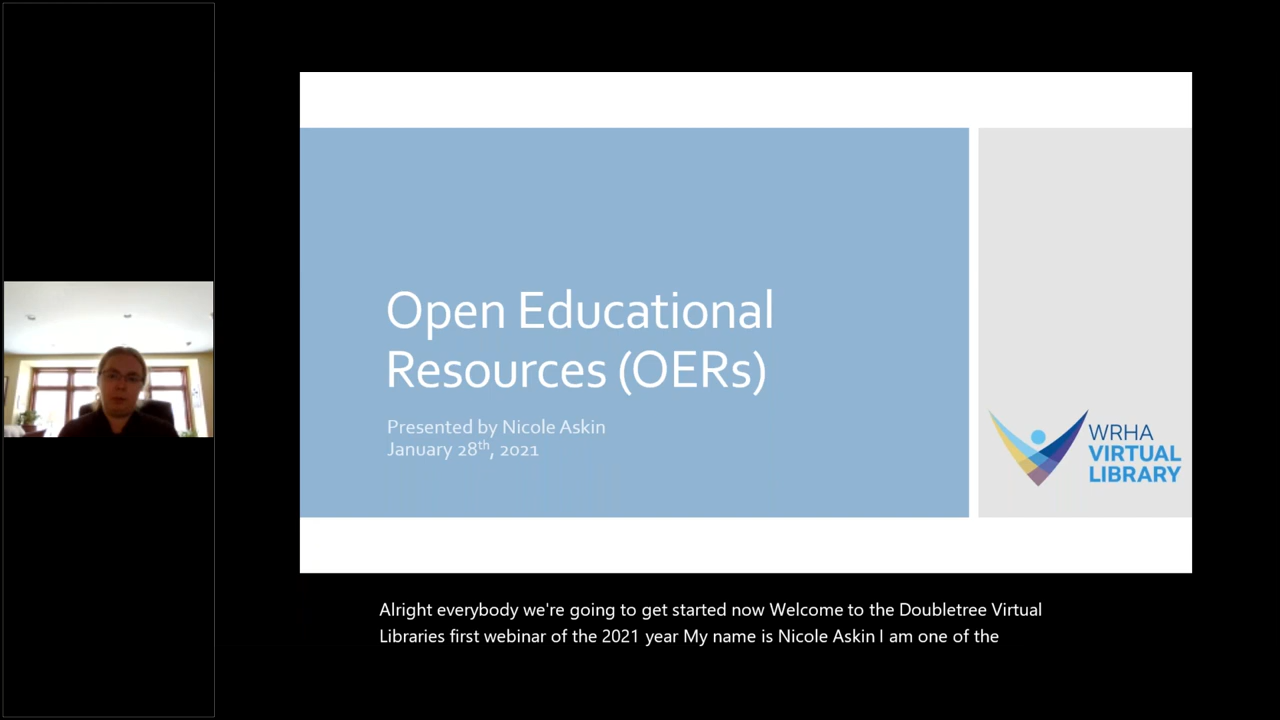 Open Educational
Resources (OERs)
Presented by Nicole Askin
January 28th, 2021
WRHA
VIRTUAL
LIBRARY
Alright everybody we're going to get started now Welcome to the Doubletree Virtual
Libraries first webinar of the 2021 year My name is Nicole Askin I am one of the